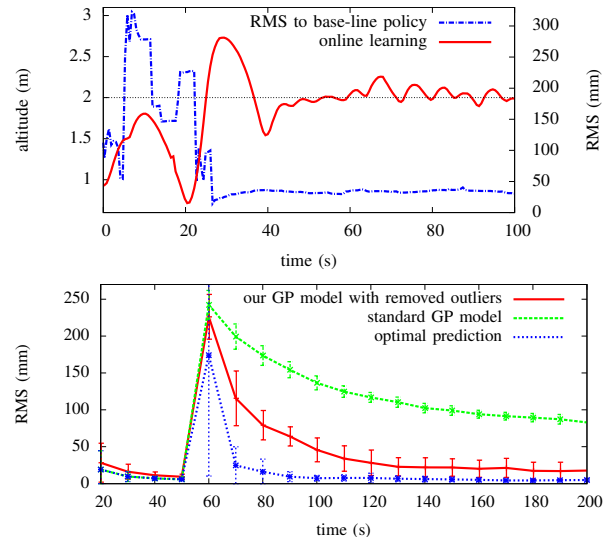 RMS to base-line policy
online learning
altitude (m)
3
2.5
2
1.5
1
RMS (mm)
300
250
200
150
100
50
0
0 20 40 60 80 100
time (s)
our GP model with removed outliers
standard GP model
optimal prediction
RMS (mm)
250
200
150
100
50
0
20 40 60 80 100 120 140 160 180 200
time (s)